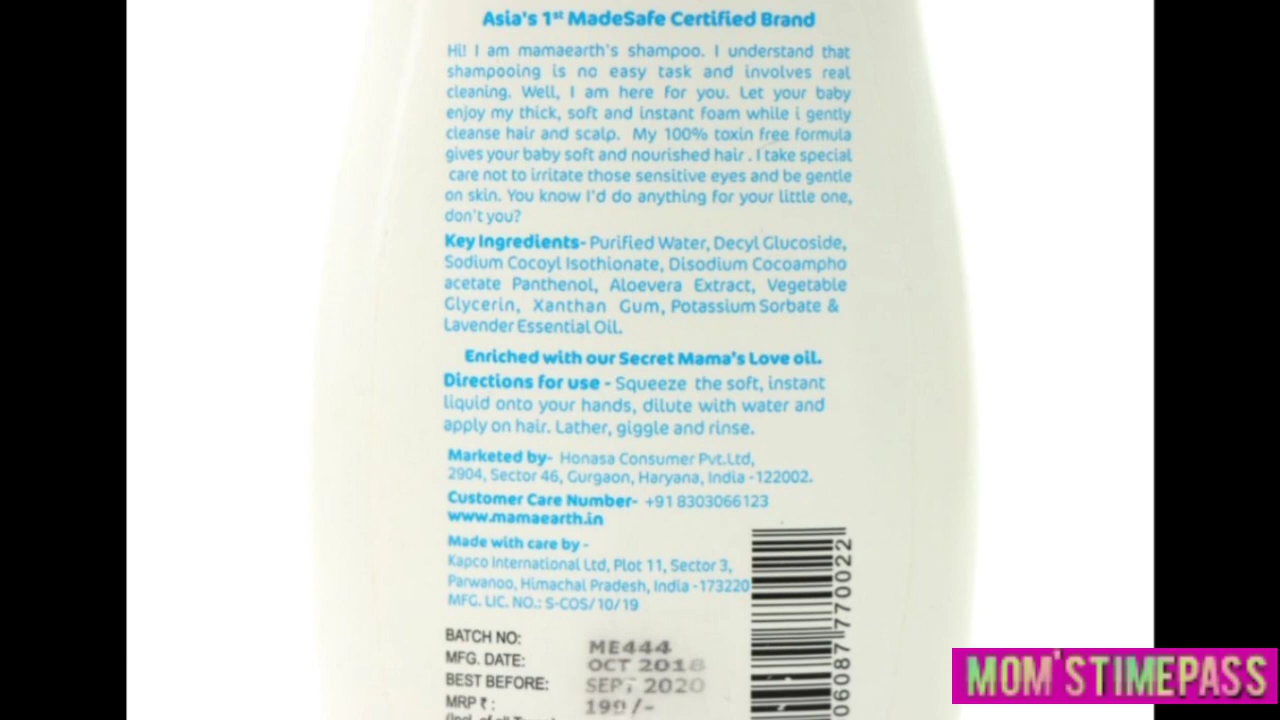 Asia's 1st MadeSafe Certified Brand
Hi! I am mamaearth's shampoo. I understand that
shampooing is no easy task and involves real
cleaning. Well, I am here for you. Let your baby
enjoy my thick, soft and instant foam while i gently
cleanse hair and scalp. My 100% toxin free formula
gives your baby soft and nourished hair . I take special
care not to irritate those sensitive eyes and be gentle
on skin. You know I'd do anything for your little one,
don't you?
Key Ingredients- Purified Water, Decyl Glucoside,
Sodium Cocoyl Isothionate, Disodium Cocoampho
acetate Panthenol, Aloevera Extract, Vegetable
Glycerin, Xanthan Gum, Potassium Sorbate &
Lavender Essential Oil.
Enriched with our Secret Mama's Love oil.
Directions for use - Squeeze the soft, instant
liquid onto your hands, dilute with water and
apply on hair. Lather, giggle and rinse.
Marketed by- Honasa Consumer Pvt.Ltd,
2904, Sector 46, Gurgaon, Haryana, India -122002.
Customer Care Number- +91 8303066123
www.mamaearth.in
Made with care by -
Kapco International Ltd, Plot 11, Sector 3,
Parwanoo, Himachal Pradesh, India -173220
MFG. LIC. NO.: S-COS/10/19
BATCH NO: ME444
MFG. DATE: OCT 2018
BEST BEFORE: SEP, 2020
MRP ₹ : 199/-
06087 770022
MOM'S TIMEPASS